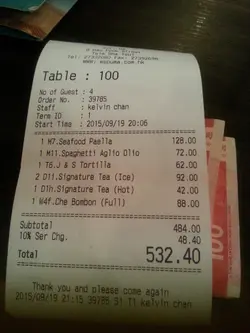 Table : 100
No of Guest : 4
Order No. : 39785
Staff : kelvin chan
Term ID : 1
Start Time : 2015/09/19 20:06
1 M7.Seafood Paella 128.00
1 M11.Spaghetti Aglio Olio 72.00
1 T6.J & S Tortilla 62.00
2 D11.Signature Tea (Ice) 92.00
1 D1h.Signature Tea (Hot) 42.00
1 W4f.Che Bombon (Full) 88.00
Subtotal 484.00
10% Ser Chg. 48.40
Total 532.40
Thank you and please come again
2015/09/19 21:15 39785 S1 T1 kelvin chan
100